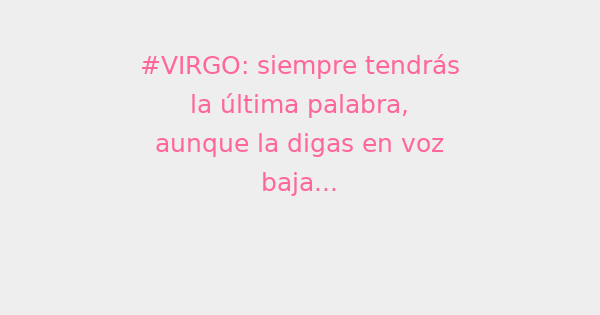 #VIRGO: siempre tendrás
la última palabra,
aunque la digas en voz
baja...